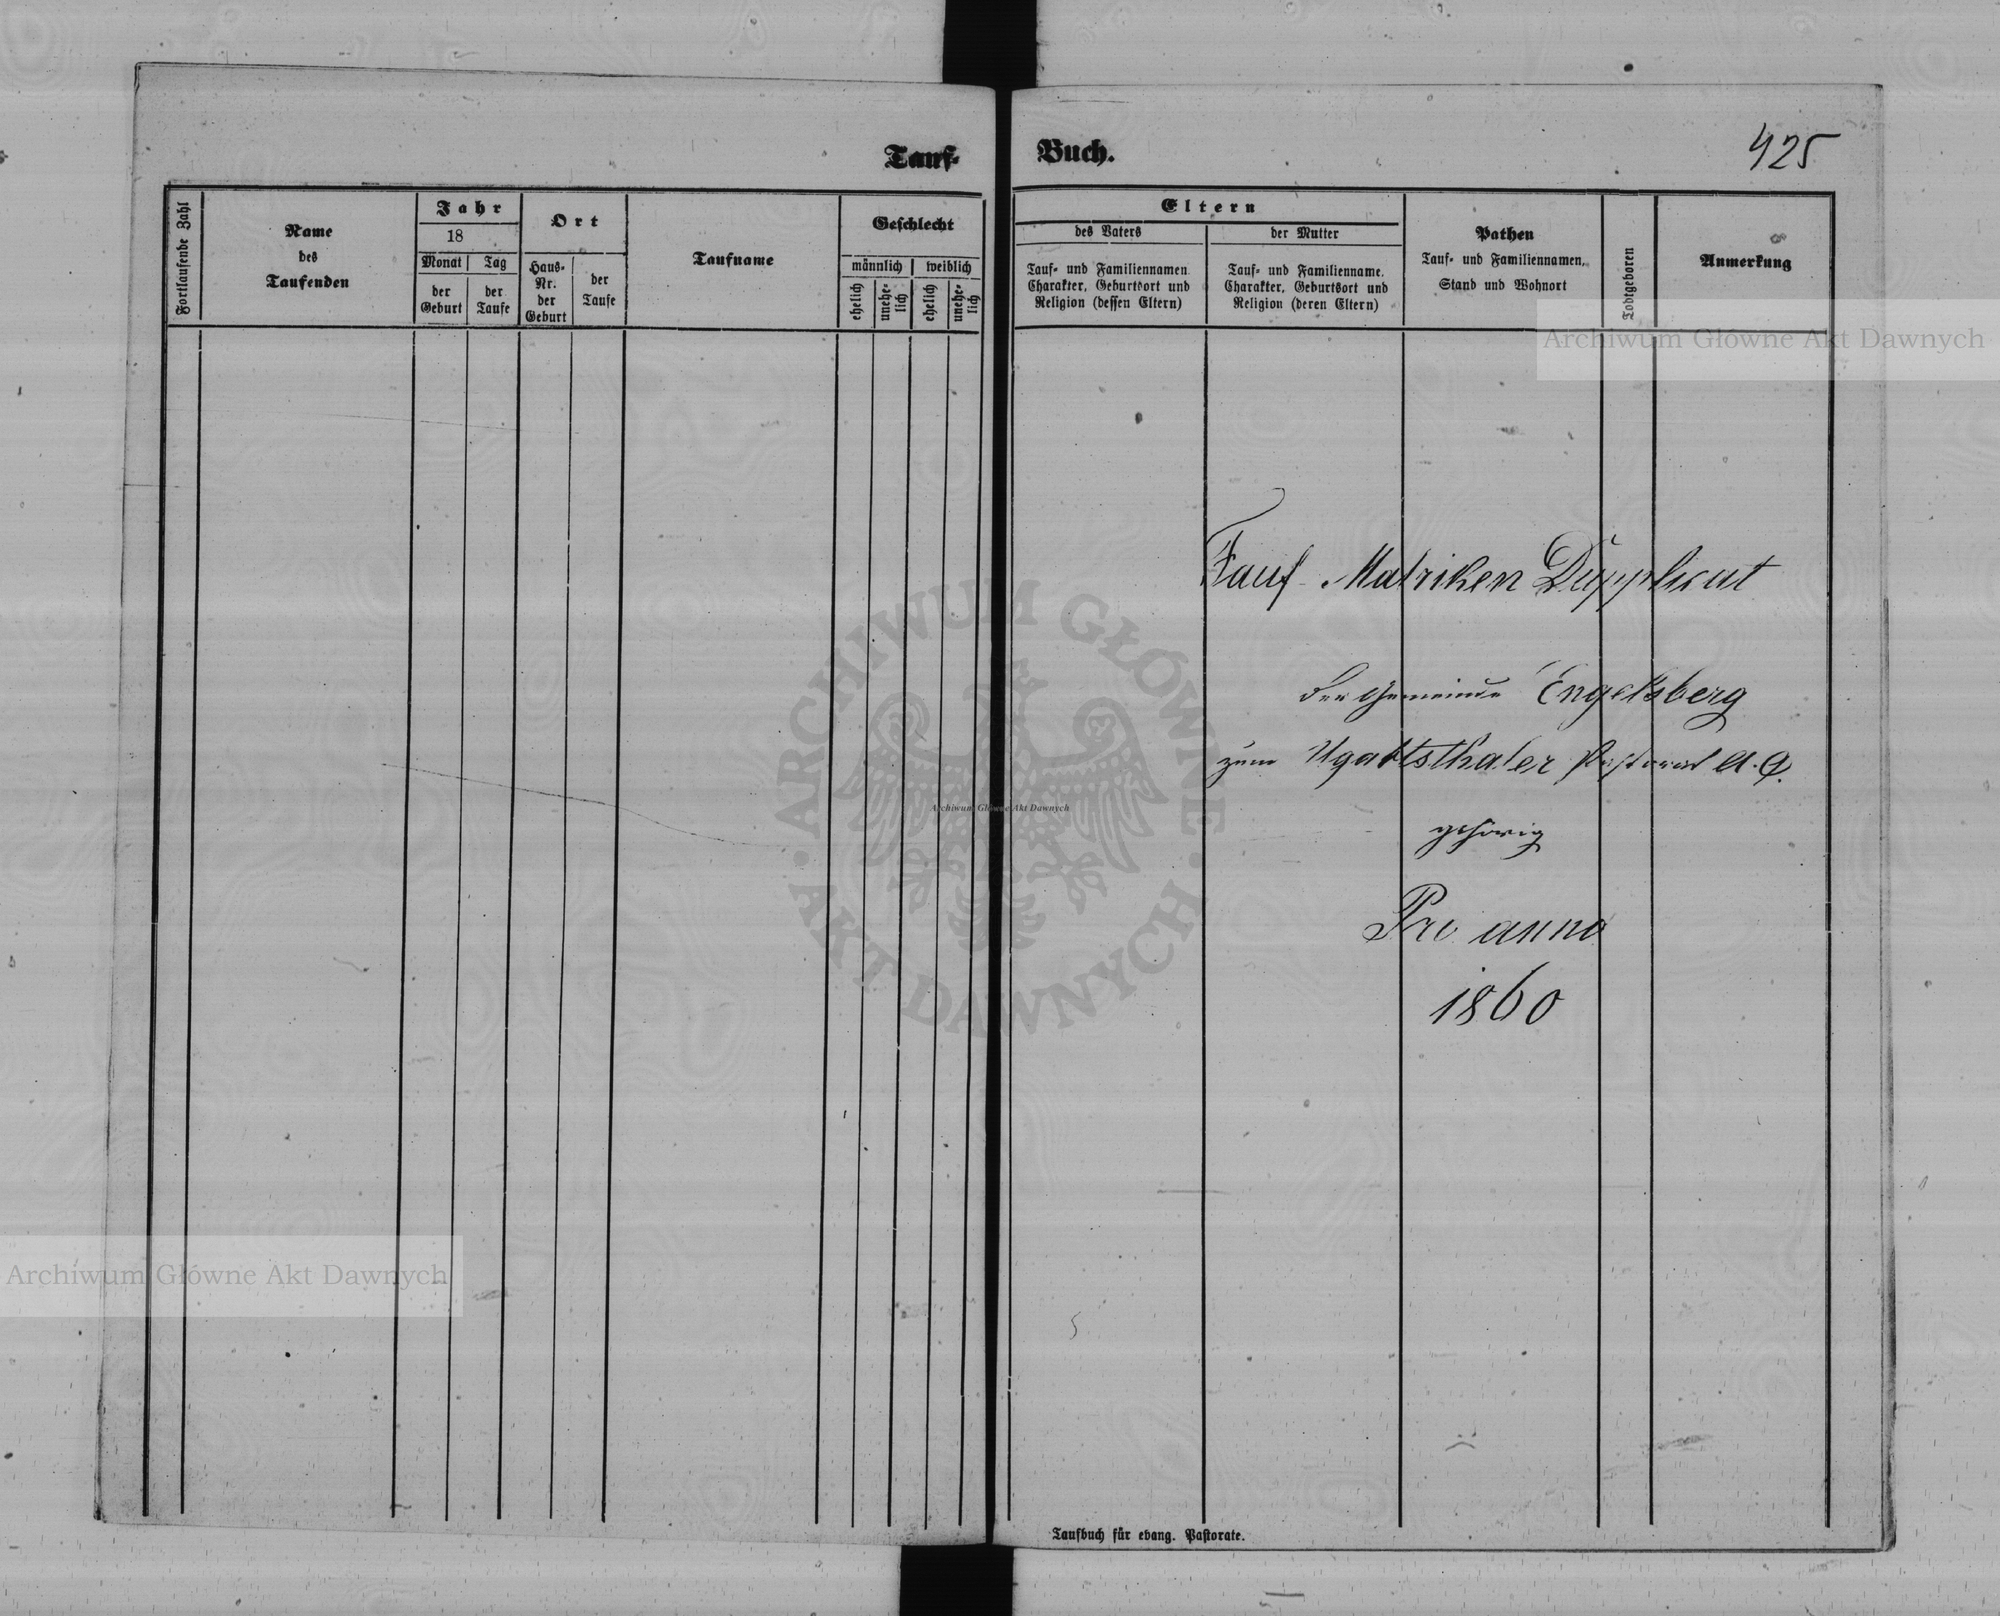 Tauf-Buch.
425
Fortlaufende Zahl
Name
des
Taufenden
Jahr
18
Monat
Tag
der
Geburt
der
Taufe
Ort
Haus-
Nr.
der
Geburt
der
Taufe
Taufname
Geschlecht
männlich
weiblich
ehelich
unehe-
lich
ehelich
unehe-
lich
Eltern
des Vaters
Tauf- und Familiennamen
Charakter, Geburtsort und
Religion (dessen Eltern)
der Mutter
Tauf- und Familienname,
Charakter, Geburtsort und
Religion (deren Eltern)
Pathen
Tauf- und Familiennamen,
Stand und Wohnort
Todtgeboren
Anmerkung
Tauf-Matriken Dupplicat
der Gemeinde Engelsberg
zum Ugartsthaler Pastorat A. C.
gehörig
Pro anno
1860
Taufbuch für evang. Pastorate.
Archiwum Główne Akt Dawnych
Archiwum Główne Akt Dawnych
Archiwum Główne Akt Dawnych
ARCHIWUM GŁÓWNE · AKT DAWNYCH ·